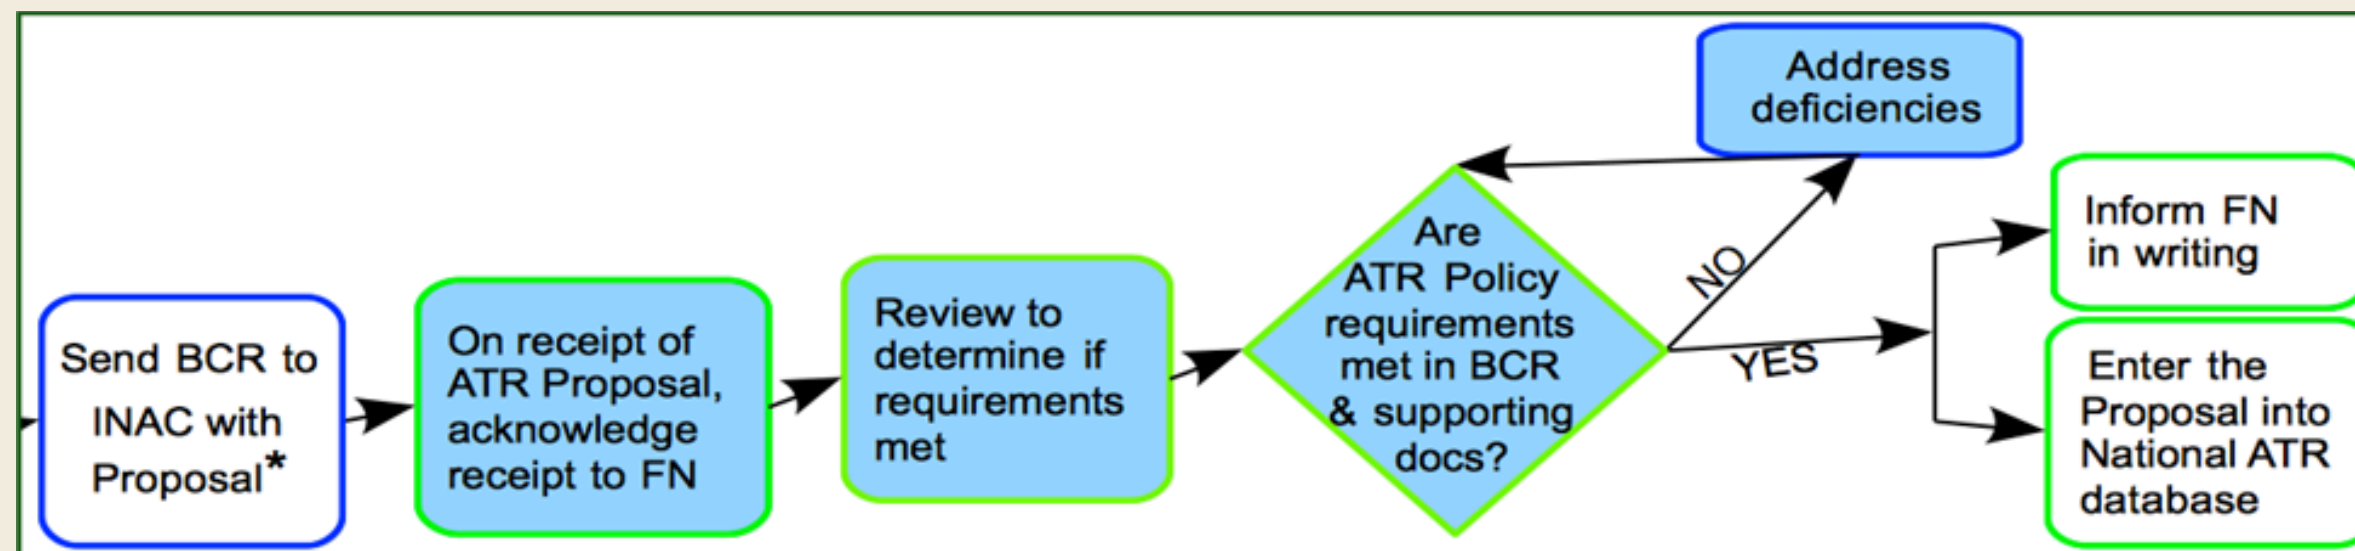 Send BCR to
INAC with
Proposal*
On receipt of
ATR Proposal,
acknowledge
receipt to FN
Review to
determine if
requirements
met
Are
ATR Policy
requirements
met in BCR
& supporting
docs?
NO
Address
deficiencies
YES
Inform FN
in writing
Enter the
Proposal into
National ATR
database